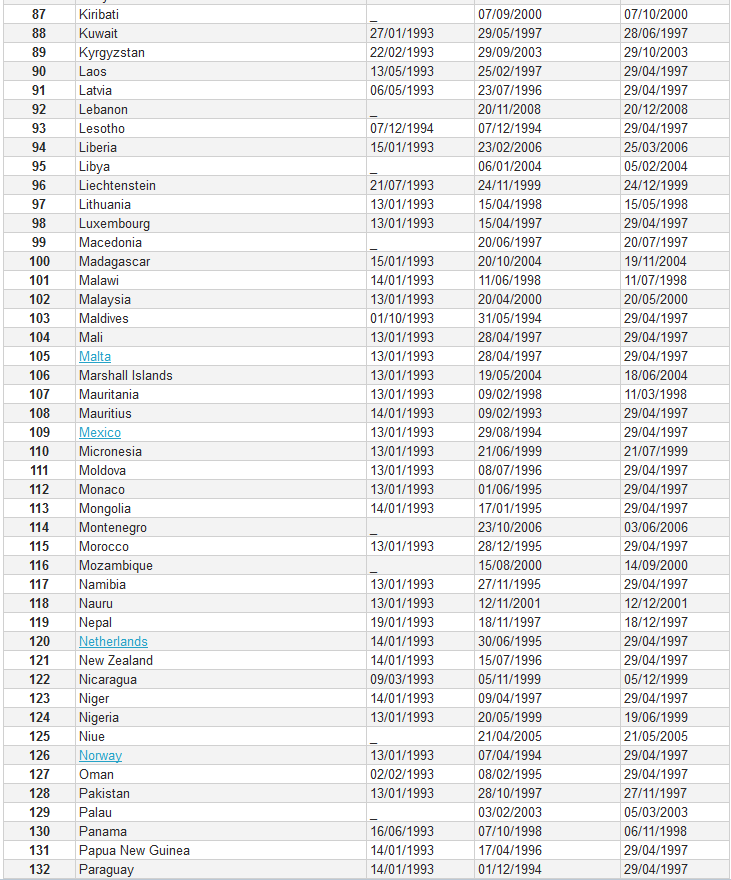 87 Kiribati _ 07/09/2000 07/10/2000
88 Kuwait 27/01/1993 29/05/1997 28/06/1997
89 Kyrgyzstan 22/02/1993 29/09/2003 29/10/2003
90 Laos 13/05/1993 25/02/1997 29/04/1997
91 Latvia 06/05/1993 23/07/1996 29/04/1997
92 Lebanon _ 20/11/2008 20/12/2008
93 Lesotho 07/12/1994 07/12/1994 29/04/1997
94 Liberia 15/01/1993 23/02/2006 25/03/2006
95 Libya _ 06/01/2004 05/02/2004
96 Liechtenstein 21/07/1993 24/11/1999 24/12/1999
97 Lithuania 13/01/1993 15/04/1998 15/05/1998
98 Luxembourg 13/01/1993 15/04/1997 29/04/1997
99 Macedonia _ 20/06/1997 20/07/1997
100 Madagascar 15/01/1993 20/10/2004 19/11/2004
101 Malawi 14/01/1993 11/06/1998 11/07/1998
102 Malaysia 13/01/1993 20/04/2000 20/05/2000
103 Maldives 01/10/1993 31/05/1994 29/04/1997
104 Mali 13/01/1993 28/04/1997 29/04/1997
105 Malta 13/01/1993 28/04/1997 29/04/1997
106 Marshall Islands 13/01/1993 19/05/2004 18/06/2004
107 Mauritania 13/01/1993 09/02/1998 11/03/1998
108 Mauritius 14/01/1993 09/02/1993 29/04/1997
109 Mexico 13/01/1993 29/08/1994 29/04/1997
110 Micronesia 13/01/1993 21/06/1999 21/07/1999
111 Moldova 13/01/1993 08/07/1996 29/04/1997
112 Monaco 13/01/1993 01/06/1995 29/04/1997
113 Mongolia 14/01/1993 17/01/1995 29/04/1997
114 Montenegro _ 23/10/2006 03/06/2006
115 Morocco 13/01/1993 28/12/1995 29/04/1997
116 Mozambique _ 15/08/2000 14/09/2000
117 Namibia 13/01/1993 27/11/1995 29/04/1997
118 Nauru 13/01/1993 12/11/2001 12/12/2001
119 Nepal 19/01/1993 18/11/1997 18/12/1997
120 Netherlands 14/01/1993 30/06/1995 29/04/1997
121 New Zealand 14/01/1993 15/07/1996 29/04/1997
122 Nicaragua 09/03/1993 05/11/1999 05/12/1999
123 Niger 14/01/1993 09/04/1997 29/04/1997
124 Nigeria 13/01/1993 20/05/1999 19/06/1999
125 Niue _ 21/04/2005 21/05/2005
126 Norway 13/01/1993 07/04/1994 29/04/1997
127 Oman 02/02/1993 08/02/1995 29/04/1997
128 Pakistan 13/01/1993 28/10/1997 27/11/1997
129 Palau _ 03/02/2003 05/03/2003
130 Panama 16/06/1993 07/10/1998 06/11/1998
131 Papua New Guinea 14/01/1993 17/04/1996 29/04/1997
132 Paraguay 14/01/1993 01/12/1994 29/04/1997